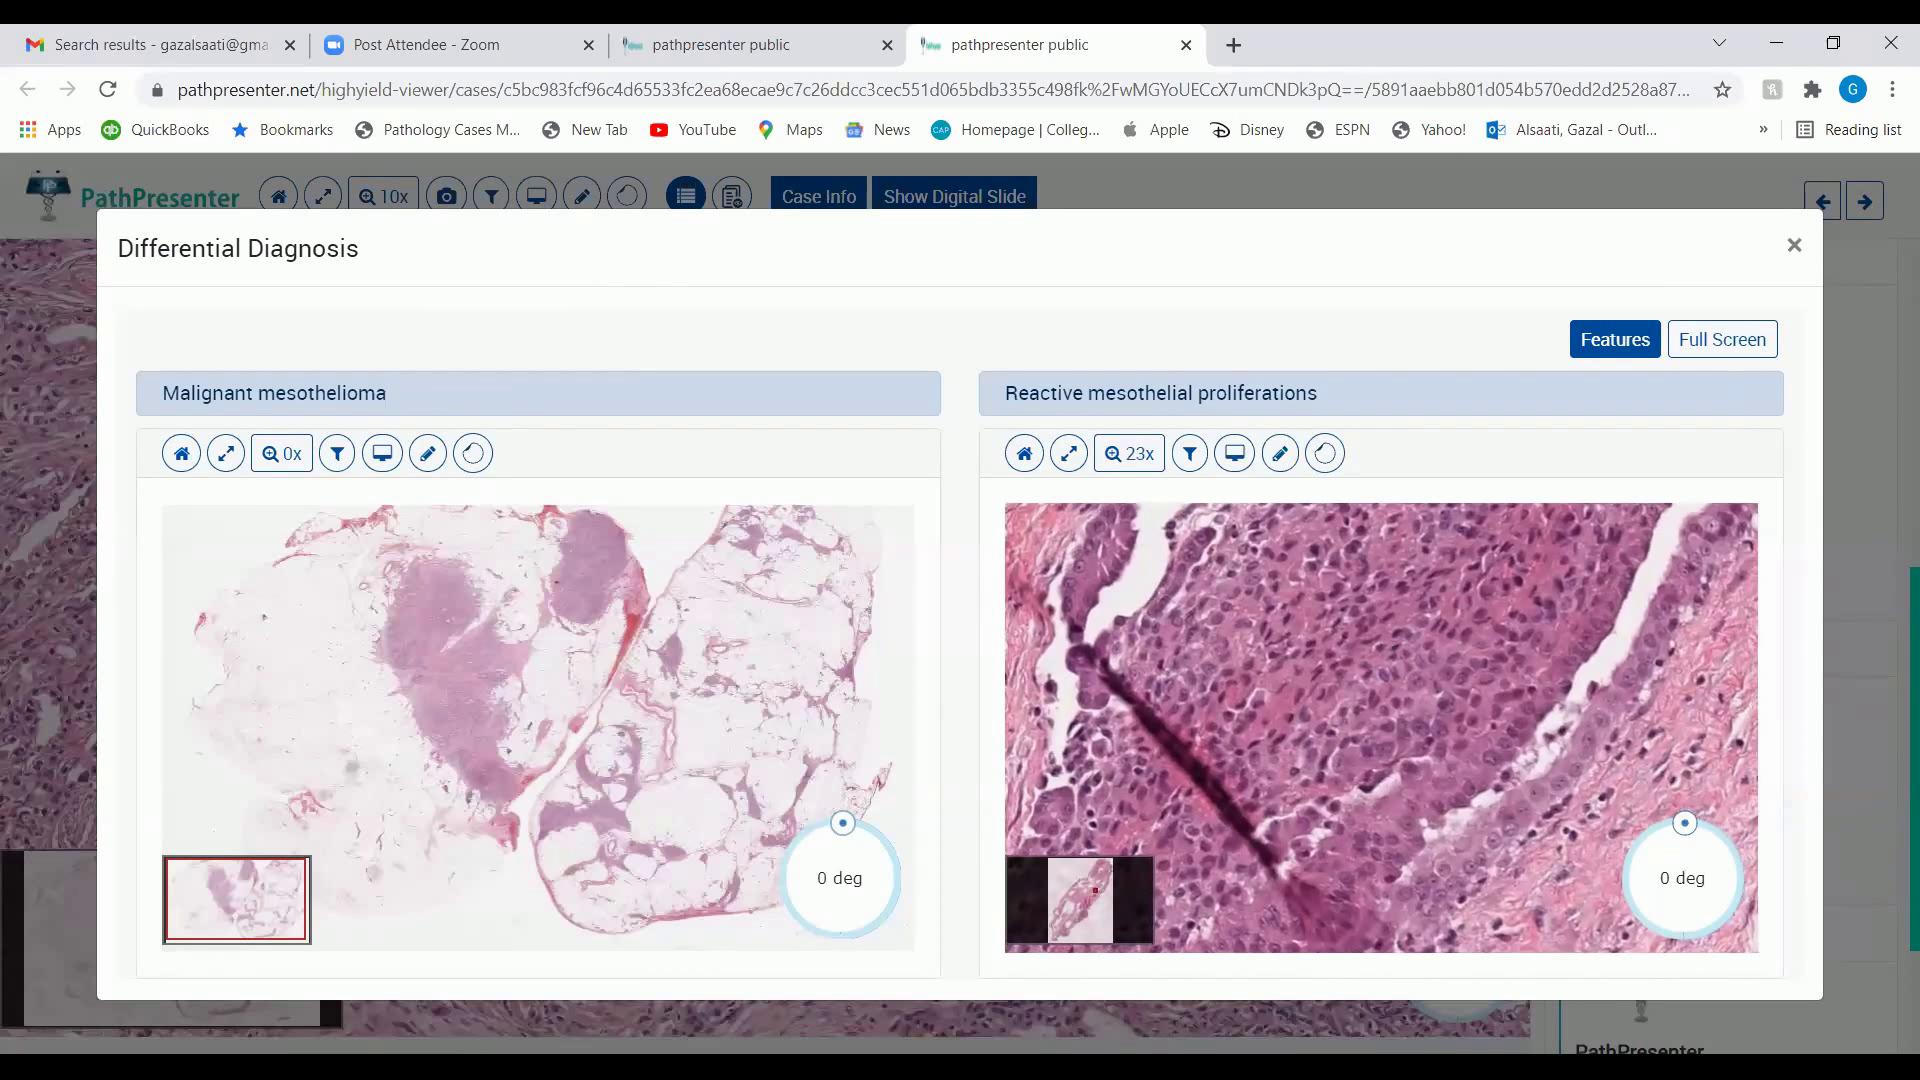 Search results - gazalsaati@gma
Post Attendee - Zoom
pathpresenter public
pathpresenter public
pathpresenter.net/highyield-viewer/cases/c5bc983fcf96c4d65533fc2ea68ecae9c7c26ddcc3cec551d065bdb3355c498fk%2FwMGYoUECcX7umCNDk3pQ==/5891aaebb801d054b570edd2d2528a87...
G
Apps
QuickBooks
Bookmarks
Pathology Cases M...
New Tab
YouTube
Maps
News
CAP
Homepage | Colleg...
Apple
Disney
ESPN
Yahoo!
Alsaati, Gazal - Outl...
»
Reading list
PathPresenter
10x
Case Info
Show Digital Slide
Differential Diagnosis
Features
Full Screen
Malignant mesothelioma
Reactive mesothelial proliferations
0x
23x
0 deg
0 deg
PathPresenter